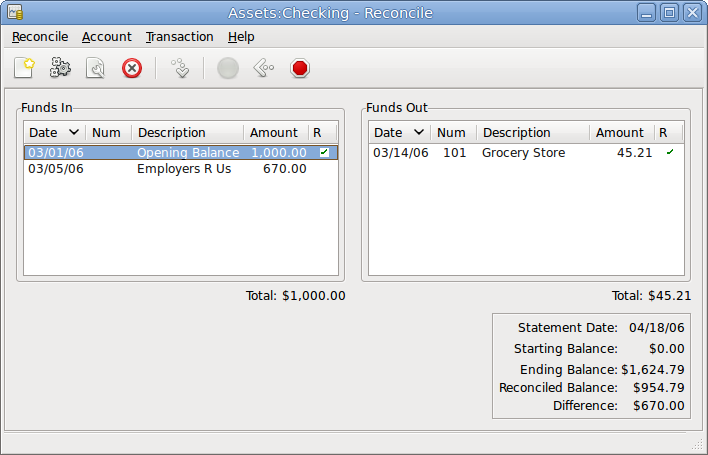 Assets:Checking - Reconcile
Reconcile Account Transaction Help
Funds In
Date Num Description Amount R
03/01/06 Opening Balance 1,000.00
03/05/06 Employers R Us 670.00
Total: $1,000.00
Funds Out
Date Num Description Amount R
03/14/06 101 Grocery Store 45.21
Total: $45.21
Statement Date: 04/18/06
Starting Balance: $0.00
Ending Balance: $1,624.79
Reconciled Balance: $954.79
Difference: $670.00